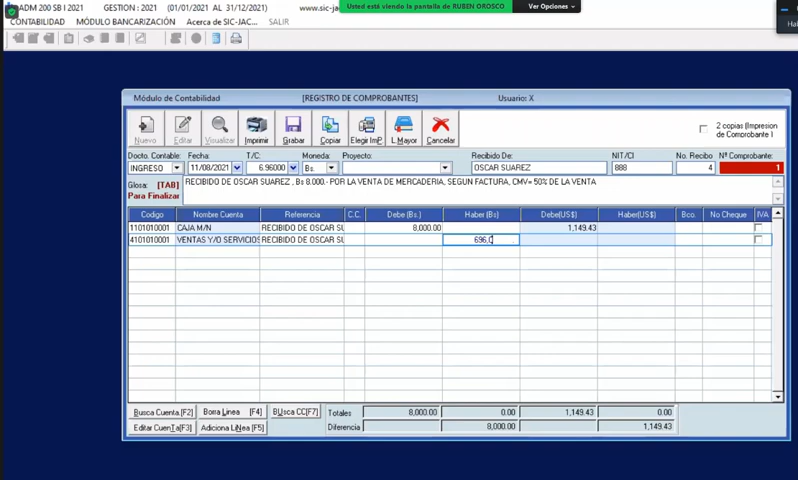 ADM 200 SB I 2021 GESTION : 2021 (01/01/2021 AL 31/12/2021) www.sic-jac
Usted está viendo la pantalla de RUBEN OROSCO Ver Opciones
CONTABILIDAD MÓDULO BANCARIZACIÓN Acerca de SIC-JAC... SALIR
Hal
Módulo de Contabilidad [REGISTRO DE COMPROBANTES] Usuario: X
Nuevo Editar Visualizar Imprimir Grabar Copiar Elegir ImP. L.Mayor Cancelar
2 copias (Impresion de Comprobante I
Docto. Contable: Fecha: T/C: Moneda: Proyecto: Recibido De: NIT/CI No. Recibo Nº Comprobante:
INGRESO 11/08/2021 6.96000 Bs. OSCAR SUAREZ 888 4 1
Glosa: [TAB] RECIBIDO DE OSCAR SUAREZ , Bs 8.000.- POR LA VENTA DE MERCADERIA, SEGUN FACTURA, CMV= 50% DE LA VENTA
Para Finalizar
Codigo Nombre Cuenta Referencia C.C. Debe (Bs.) Haber (Bs) Debe(US$) Haber(US$) Bco. No Cheque IVA
1101010001 CAJA M/N RECIBIDO DE OSCAR SU 8,000.00 1,149.43
4101010001 VENTAS Y/O SERVICIOS RECIBIDO DE OSCAR SU 696.0
Busca Cuenta.[F2] Borra Linea [F4] BUsca CC[F7] Totales 8,000.00 0.00 1,149.43 0.00
Editar CuenTa[F3] Adiciona LiNea [F5] Diferencia 8,000.00 1,149.43